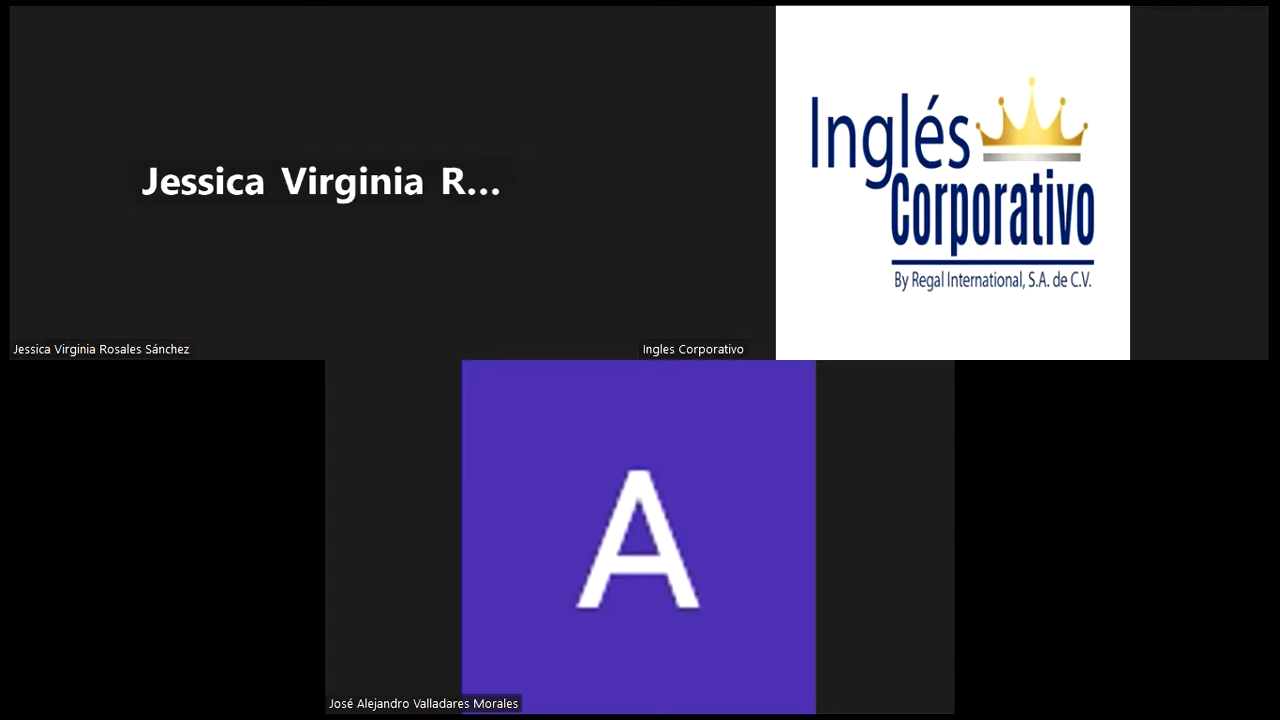 Jessica Virginia R...
Jessica Virginia Rosales Sánchez
Inglés
Corporativo
By Regal International, S.A. de C.V.
Ingles Corporativo
A
José Alejandro Valladares Morales